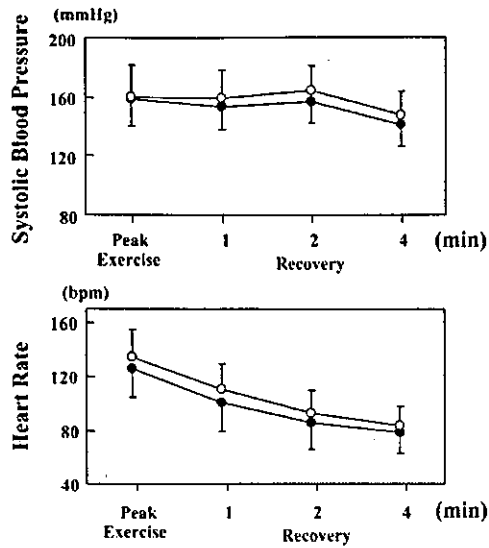 (mmHg)
Systolic Blood Pressure
200
160
120
80
Peak
Exercise
1
2
4
(min)
Recovery
(bpm)
Heart Rate
160
120
80
40
Peak
Exercise
1
2
4
(min)
Recovery